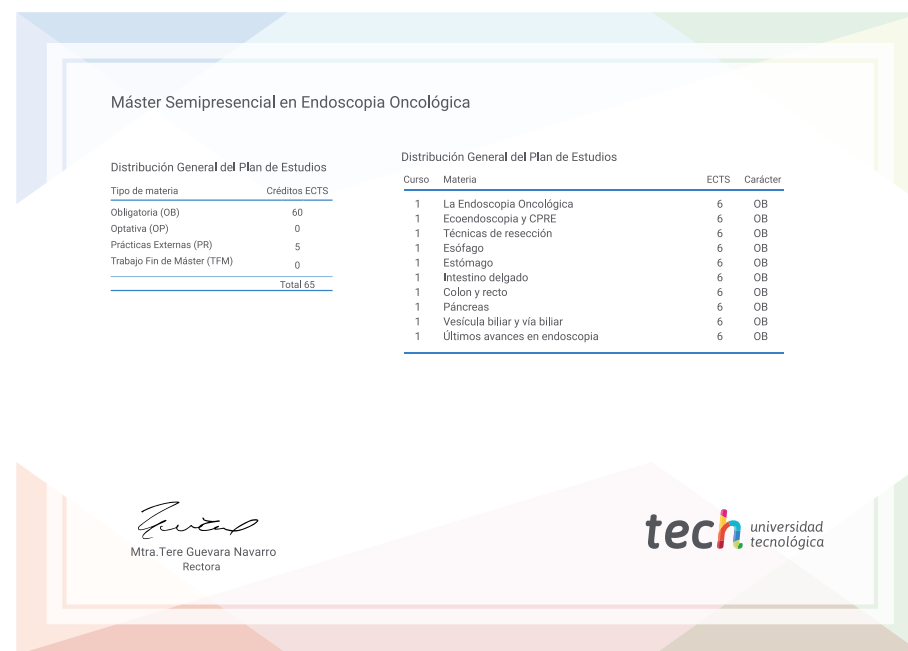 Máster Semipresencial en Endoscopia Oncológica
Distribución General del Plan de Estudios
Tipo de materia Créditos ECTS
Obligatoria (OB) 60
Optativa (OP) 0
Prácticas Externas (PR) 5
Trabajo Fin de Máster (TFM) 0
Total 65
Distribución General del Plan de Estudios
Curso Materia ECTS Carácter
1 La Endoscopia Oncológica 6 OB
1 Ecoendoscopia y CPRE 6 OB
1 Técnicas de resección 6 OB
1 Esófago 6 OB
1 Estómago 6 OB
1 Intestino delgado 6 OB
1 Colon y recto 6 OB
1 Páncreas 6 OB
1 Vesícula biliar y vía biliar 6 OB
1 Últimos avances en endoscopia 6 OB
Mtra.Tere Guevara Navarro
Rectora
tech universidad
tecnológica